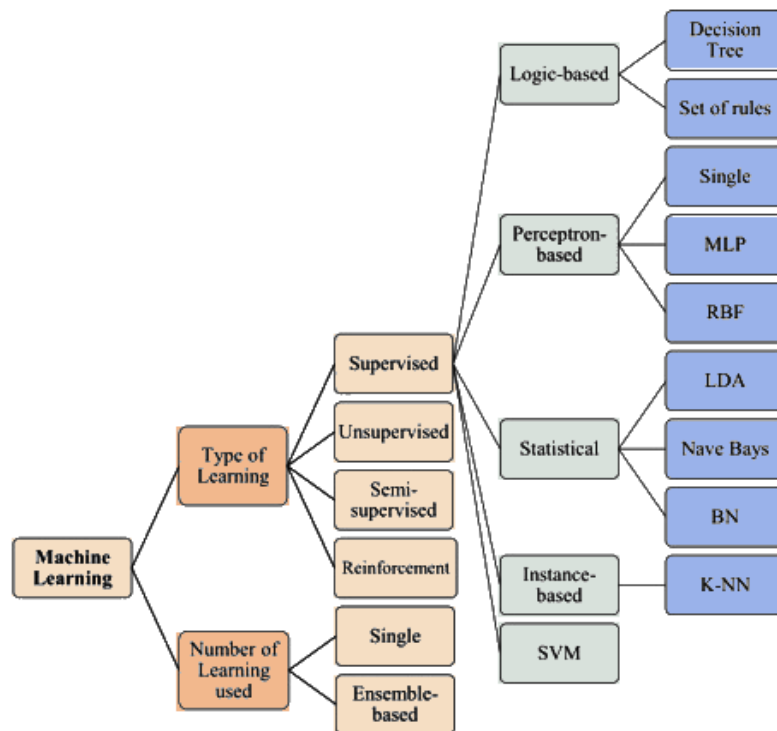 Machine
Learning
Type of
Learning
Number of
Learning
used
Supervised
Unsupervised
Semi-
supervised
Reinforcement
Single
Ensemble-
based
Logic-based
Perceptron-
based
Statistical
Instance-
based
SVM
Decision
Tree
Set of rules
Single
MLP
RBF
LDA
Nave Bays
BN
K-NN